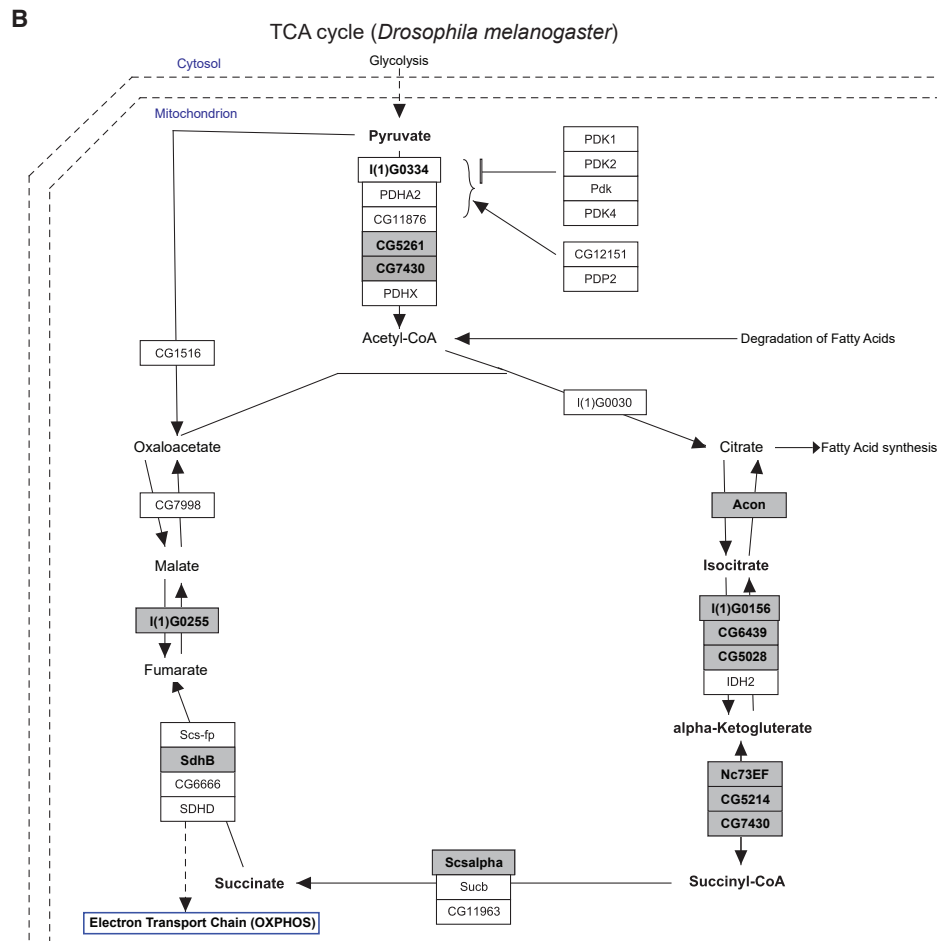 B
TCA cycle (Drosophila melanogaster)
Cytosol
Glycolysis
Mitochondrion
Pyruvate
l(1)G0334
PDHA2
CG11876
CG5261
CG7430
PDHX
PDK1
PDK2
Pdk
PDK4
CG12151
PDP2
Acetyl-CoA
Degradation of Fatty Acids
CG1516
l(1)G0030
Oxaloacetate
Citrate
Fatty Acid synthesis
CG7998
Acon
Malate
Isocitrate
l(1)G0255
l(1)G0156
CG6439
CG5028
IDH2
Fumarate
alpha-Ketogluterate
Scs-fp
SdhB
CG6666
SDHD
Nc73EF
CG5214
CG7430
Scsalpha
Sucb
CG11963
Succinate
Succinyl-CoA
Electron Transport Chain (OXPHOS)